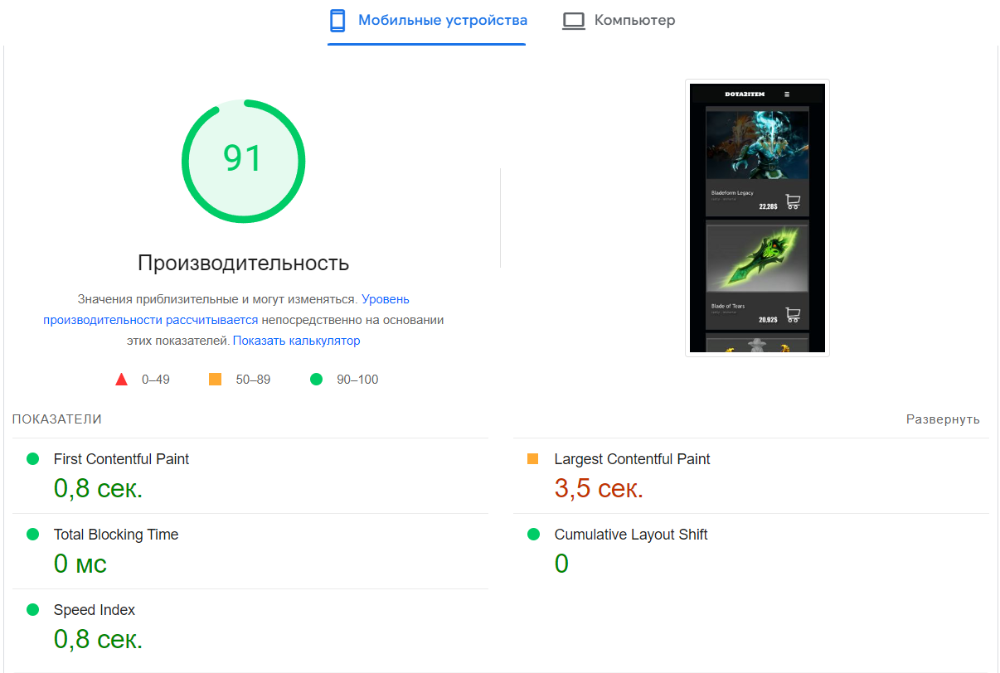 Мобильные устройства
Компьютер
91
Производительность
Значения приблизительные и могут изменяться. Уровень
производительности рассчитывается непосредственно на основании
этих показателей. Показать калькулятор
0–49
50–89
90–100
DOTA2ITEM
Bladeform Legacy
22,28$
Blade of Tears
20,92$
ПОКАЗАТЕЛИ
Развернуть
First Contentful Paint
0,8 сек.
Largest Contentful Paint
3,5 сек.
Total Blocking Time
0 мс
Cumulative Layout Shift
0
Speed Index
0,8 сек.